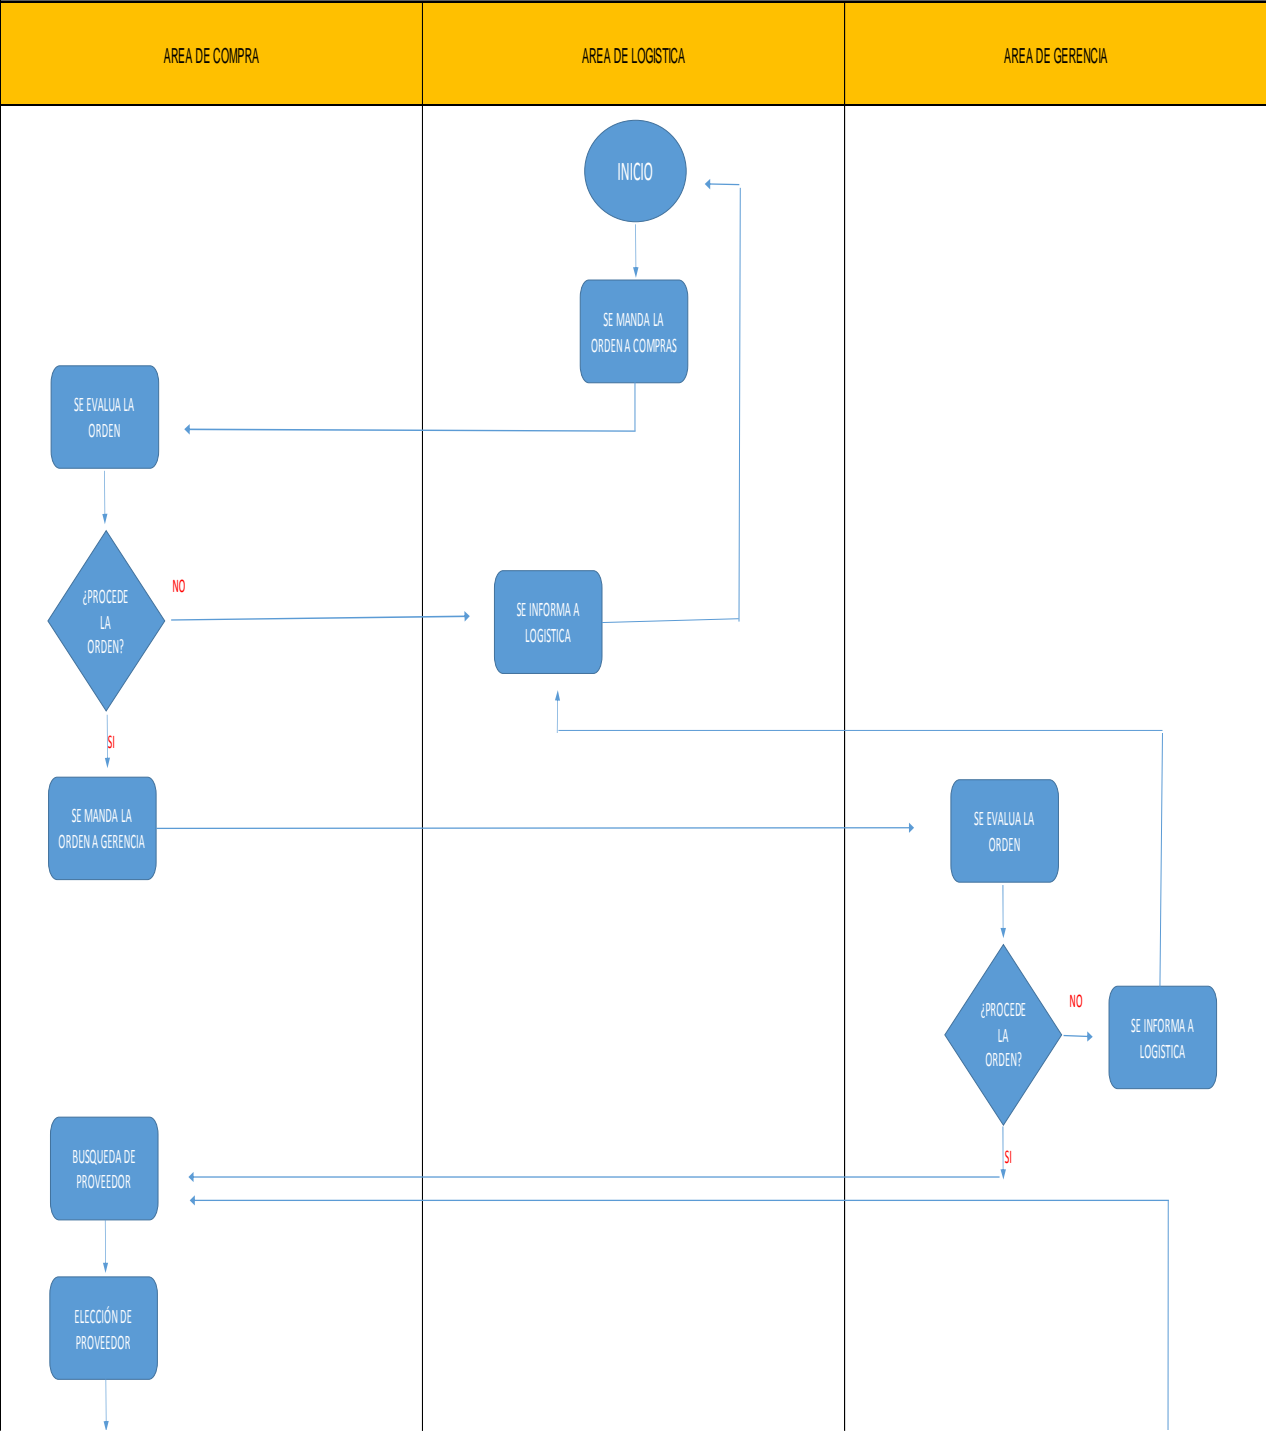 AREA DE COMPRA
AREA DE LOGISTICA
AREA DE GERENCIA
INICIO
SE MANDA LA
ORDEN A COMPRAS
SE EVALUA LA
ORDEN
¿PROCEDE
LA
ORDEN?
NO
SE INFORMA A
LOGISTICA
SI
SE MANDA LA
ORDEN A GERENCIA
SE EVALUA LA
ORDEN
¿PROCEDE
LA
ORDEN?
NO
SE INFORMA A
LOGISTICA
SI
BUSQUEDA DE
PROVEEDOR
ELECCIÓN DE
PROVEEDOR